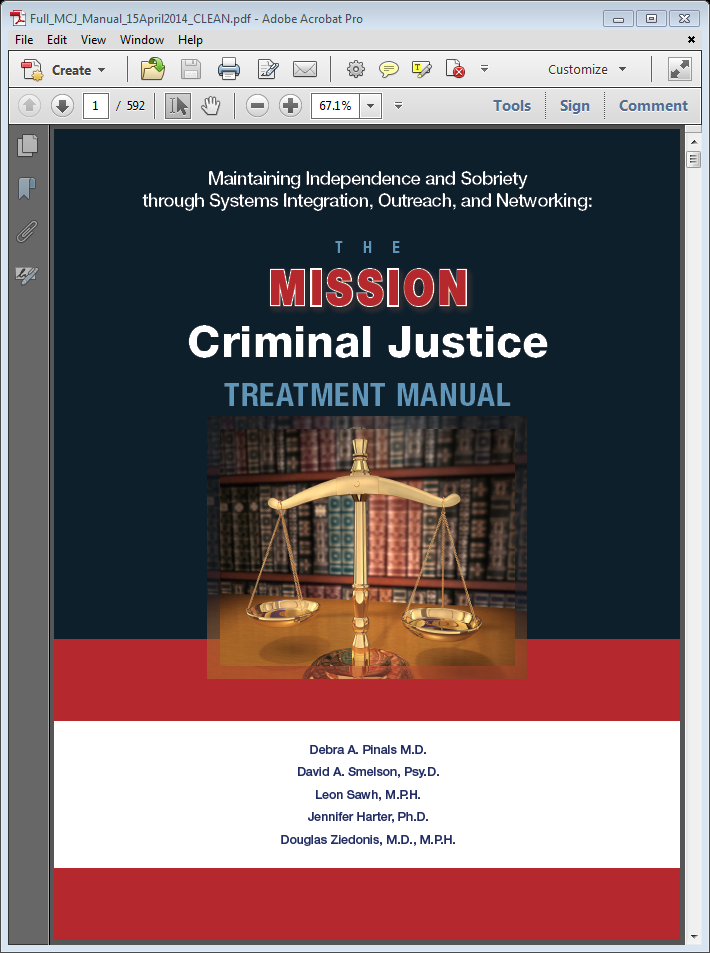 Full_MCJ_Manual_15April2014_CLEAN.pdf - Adobe Acrobat Pro
File Edit View Window Help
Create Customize
1 / 592 67.1% Tools Sign Comment
Maintaining Independence and Sobriety
through Systems Integration, Outreach, and Networking:
THE
MISSION
Criminal Justice
TREATMENT MANUAL
Debra A. Pinals M.D.
David A. Smelson, Psy.D.
Leon Sawh, M.P.H.
Jennifer Harter, Ph.D.
Douglas Ziedonis, M.D., M.P.H.